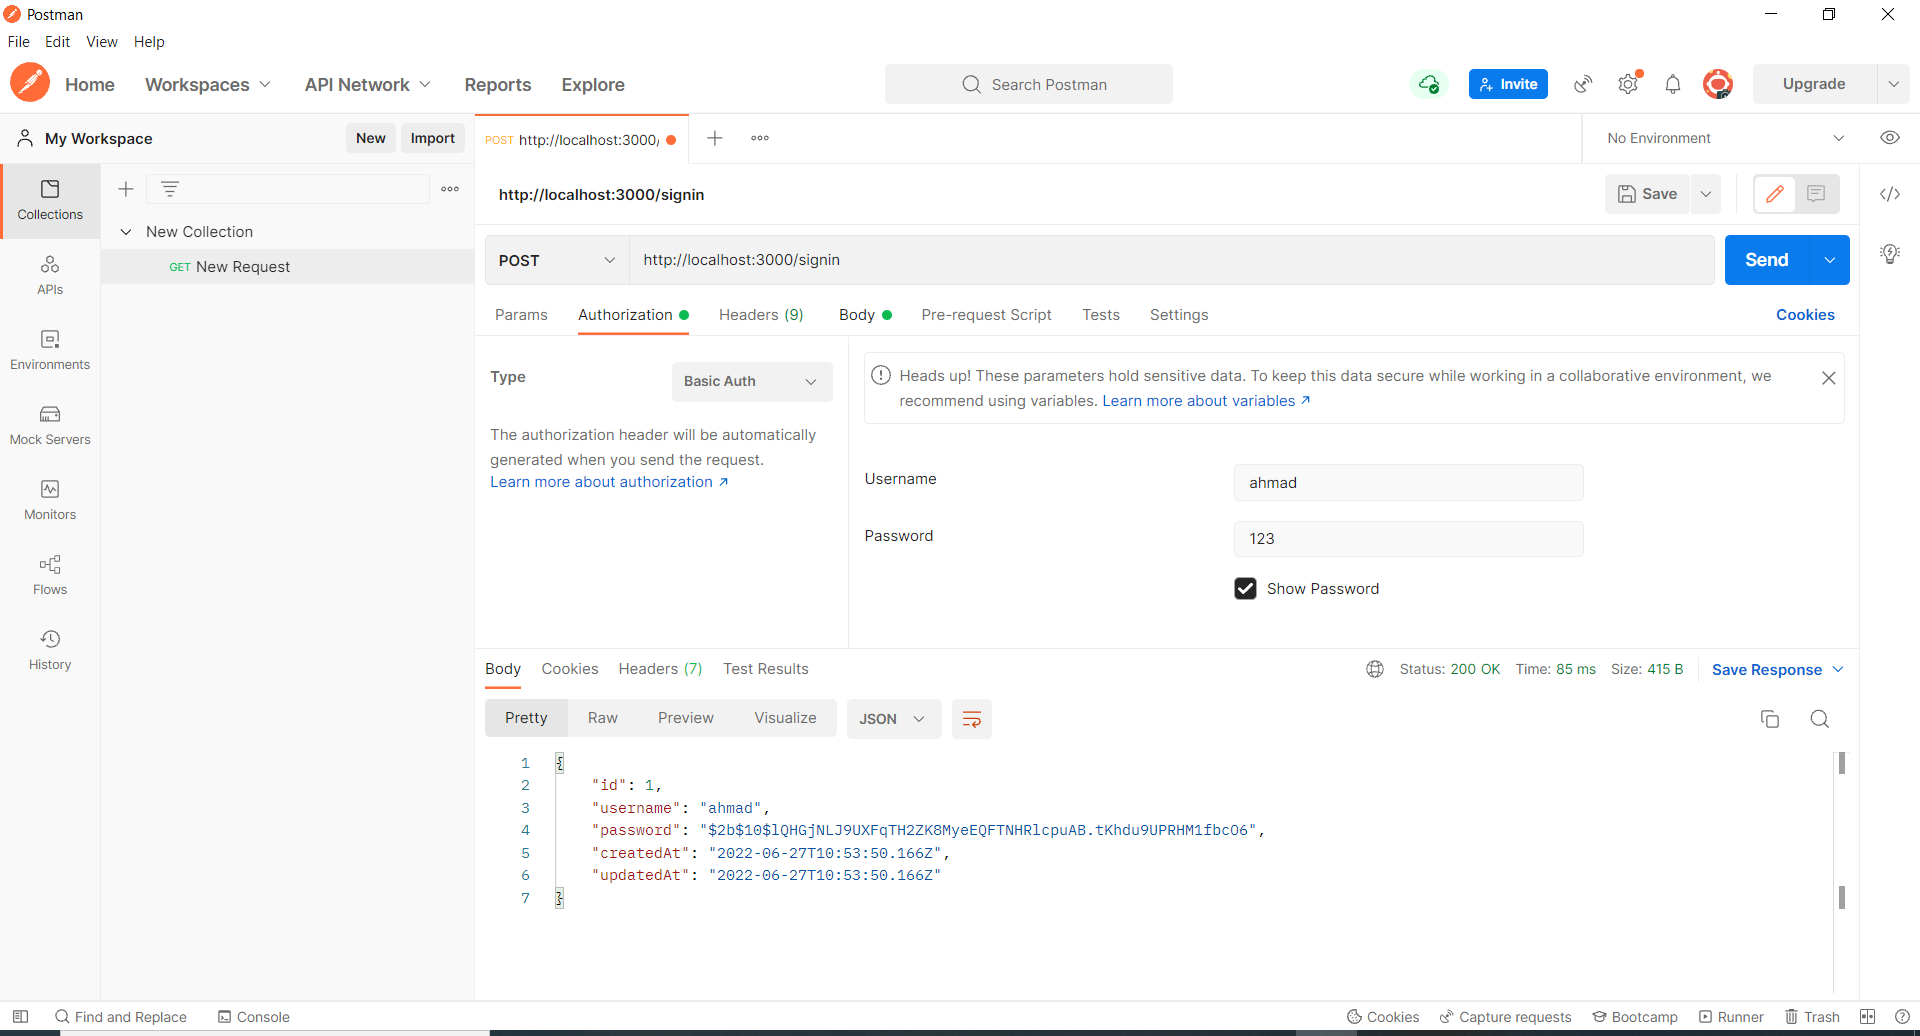 Postman
File Edit View Help
Home Workspaces API Network Reports Explore Search Postman Invite Upgrade
My Workspace New Import POST http://localhost:3000/ No Environment
Collections
APIs
Environments
Mock Servers
Monitors
Flows
History
New Collection
GET New Request
http://localhost:3000/signin Save
POST http://localhost:3000/signin Send
Params Authorization Headers (9) Body Pre-request Script Tests Settings Cookies
Type Basic Auth
The authorization header will be automatically
generated when you send the request.
Learn more about authorization ↗
Heads up! These parameters hold sensitive data. To keep this data secure while working in a collaborative environment, we
recommend using variables. Learn more about variables ↗
Username ahmad
Password 123
Show Password
Body Cookies Headers (7) Test Results Status: 200 OK Time: 85 ms Size: 415 B Save Response
Pretty Raw Preview Visualize JSON
1 {
2 "id": 1,
3 "username": "ahmad",
4 "password": "$2b$10$lQHGjNLJ9UXFqTH2ZK8MyeEQFTNHRlcpuAB.tKhdu9UPRHM1fbcO6",
5 "createdAt": "2022-06-27T10:53:50.166Z",
6 "updatedAt": "2022-06-27T10:53:50.166Z"
7 }
Find and Replace Console Cookies Capture requests Bootcamp Runner Trash